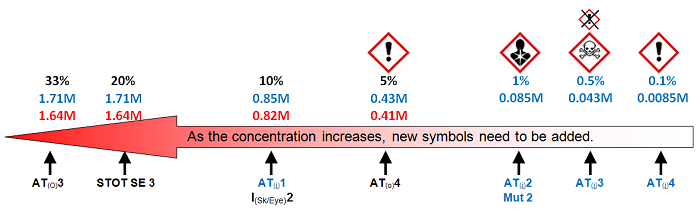 33% 20% 10% 5% 1% 0.5% 0.1%
1.71M 1.71M 0.85M 0.43M 0.085M 0.043M 0.0085M
1.64M 1.64M 0.82M 0.41M
As the concentration increases, new symbols need to be added.
AT(O)3 STOT SE 3 AT(i)1 AT(o)4 AT(i)2 AT(i)3 AT(i)4
I(Sk/Eye)2 Mut 2